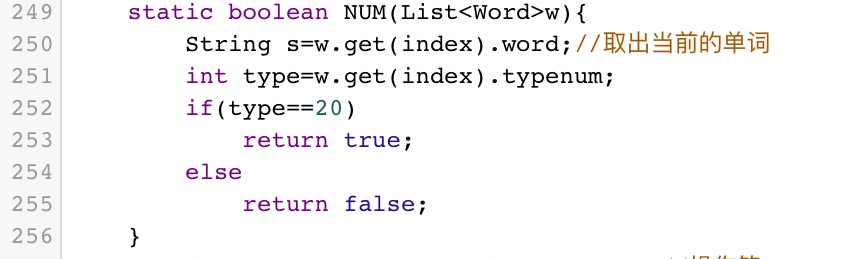 249 static boolean NUM(List<Word>w){
250 String s=w.get(index).word;//取出当前的单词
251 int type=w.get(index).typenum;
252 if(type==20)
253 return true;
254 else
255 return false;
256 }